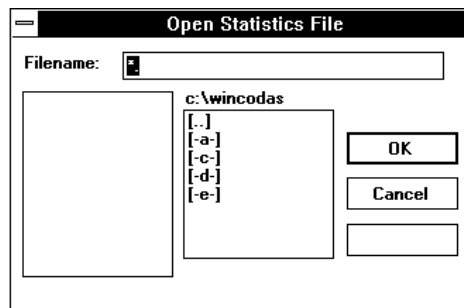 Open Statistics File
Filename: *.
c:\wincodas
[..]
[-a-]
[-c-]
[-d-]
[-e-]
OK
Cancel